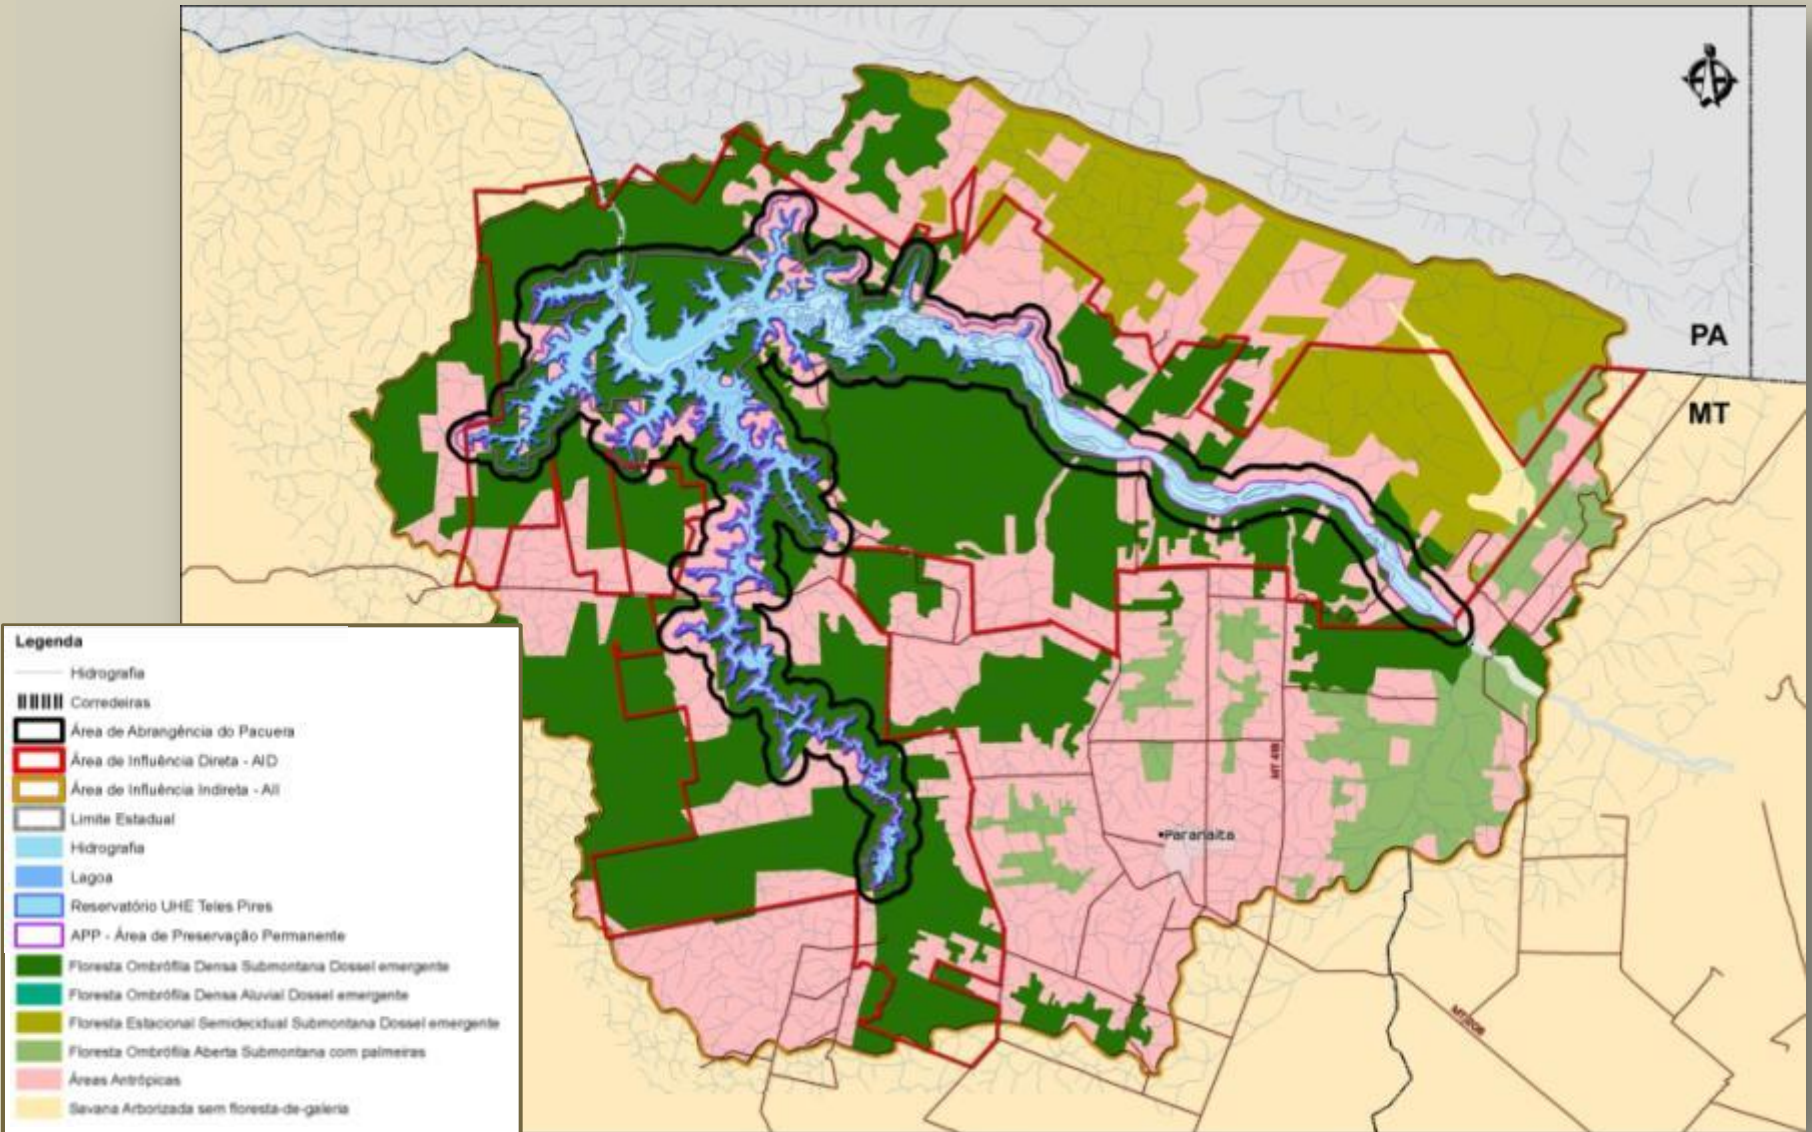 PA
MT
MT 416
•Paranaíta
MT206
Legenda
Hidrografia
Corredeiras
Área de Abrangência do Pacuera
Área de Influência Direta - AID
Área de Influência Indireta - AII
Limite Estadual
Hidrografia
Lagoa
Reservatório UHE Teles Pires
APP - Área de Preservação Permanente
Floresta Ombrófila Densa Submontana Dossel emergente
Floresta Ombrófila Densa Aluvial Dossel emergente
Floresta Estacional Semidecidual Submontana Dossel emergente
Floresta Ombrófila Aberta Submontana com palmeiras
Áreas Antrópicas
Savana Arborizada sem floresta-de-galeria